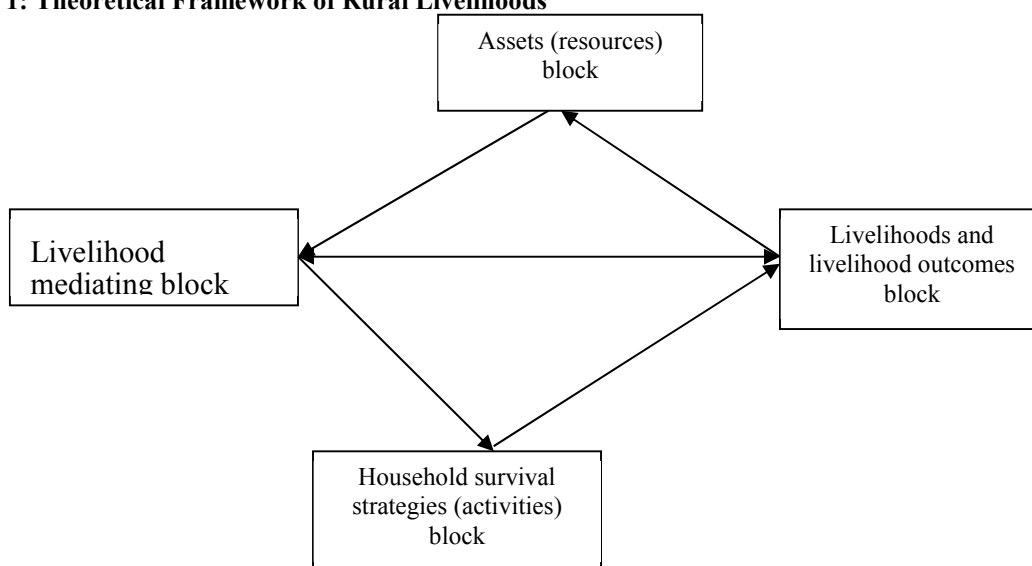 1: Theoretical Framework of Rural Livelihoods
Assets (resources)
block
Livelihood
mediating block
Livelihoods and
livelihood outcomes
block
Household survival
strategies (activities)
block